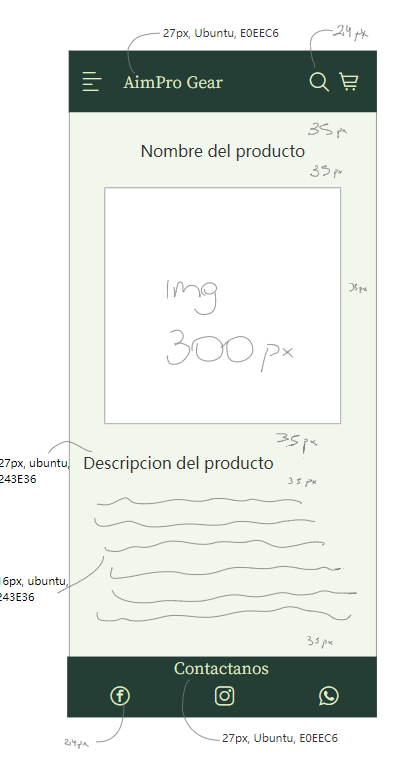 27px, Ubuntu, E0EEC6
24px
AimPro Gear
35px
Nombre del producto
35px
35px
img
300px
35px
27px, ubuntu,
243E36
Descripcion del producto
35px
16px, ubuntu,
243E36
35px
Contactanos
24px
27px, Ubuntu, E0EEC6